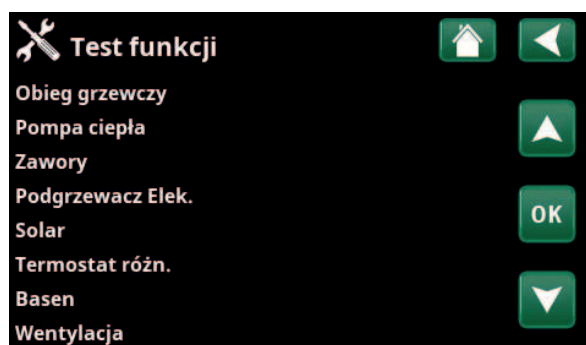 Test funkcji
Obieg grzewczy
Pompa ciepła
Zawory
Podgrzewacz Elek.
OK
Solar
Termostat różn.
Basen
Wentylacja